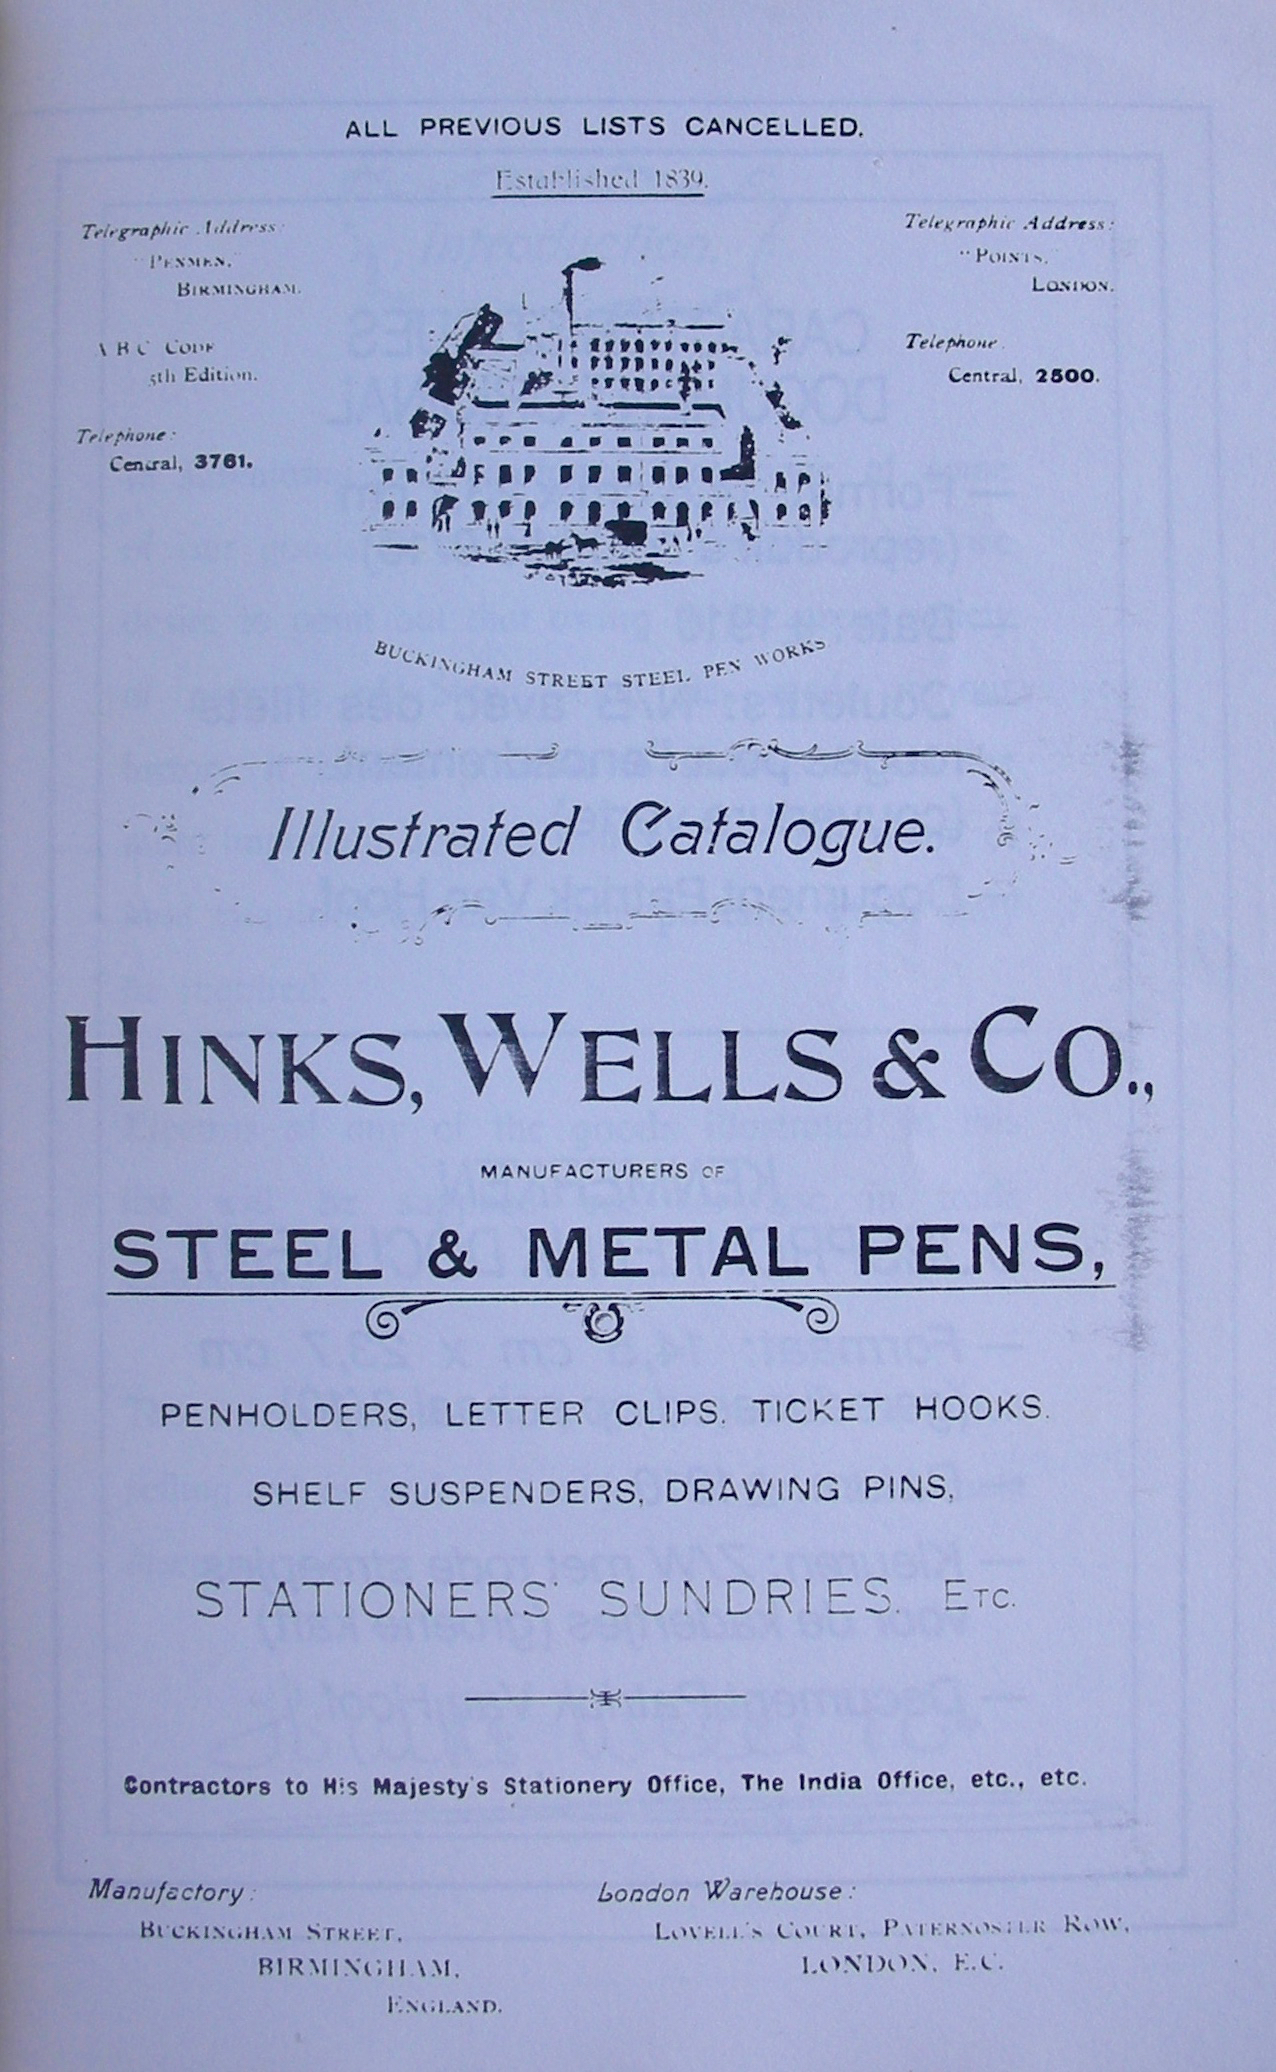 ALL PREVIOUS LISTS CANCELLED.
Established 1839.
Telegraphic Address:
"PENMEN,"
BIRMINGHAM.
A B C CODE
5th Edition.
Telephone:
Central, 3761.
Telegraphic Address:
"POINTS,"
LONDON.
Telephone
Central, 2500.
BUCKINGHAM STREET STEEL PEN WORKS
Illustrated Catalogue.
HINKS, WELLS & CO.,
MANUFACTURERS OF
STEEL & METAL PENS,
PENHOLDERS, LETTER CLIPS. TICKET HOOKS.
SHELF SUSPENDERS, DRAWING PINS,
STATIONERS' SUNDRIES. ETC.
Contractors to His Majesty's Stationery Office, The India Office, etc., etc.
Manufactory:
BUCKINGHAM STREET,
BIRMINGHAM,
ENGLAND.
London Warehouse:
LOVELL'S COURT, PATERNOSTER ROW,
LONDON, E.C.